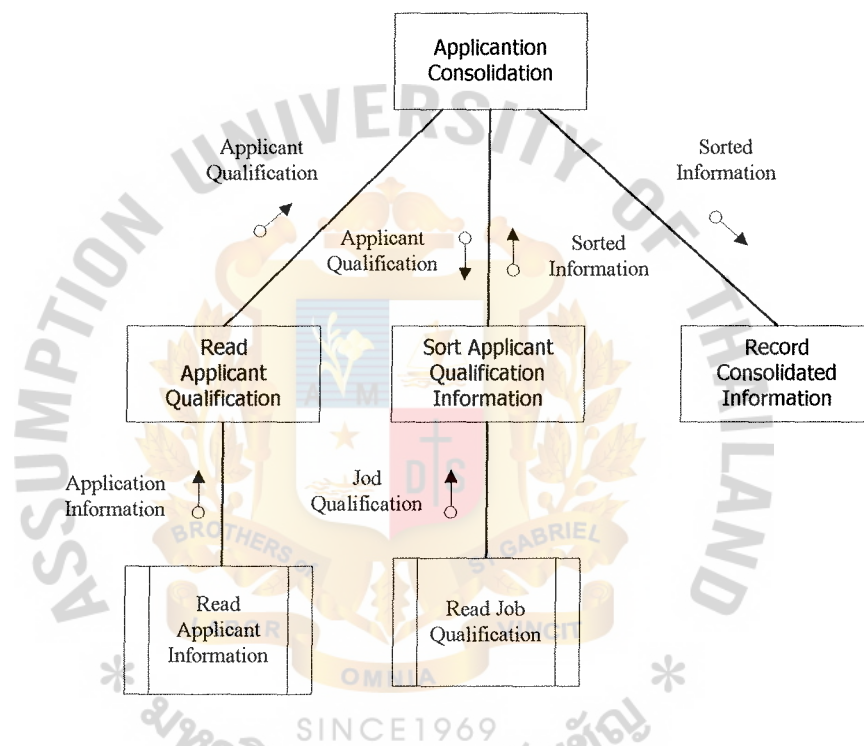 Applicantion
Consolidation
Applicant
Qualification
Sorted
Information
Applicant
Qualification
Sorted
Information
Read
Applicant
Qualification
Sort Applicant
Qualification
Information
Record
Consolidated
Information
Application
Information
Jod
Qualification
Read
Applicant
Information
Read Job
Qualification
ASSUMPTION UNIVERSITY OF THAILAND
A M
D S
BROTHERS OF
ST GABRIEL
LABOR
VINCIT
OMNIA
SINCE1969